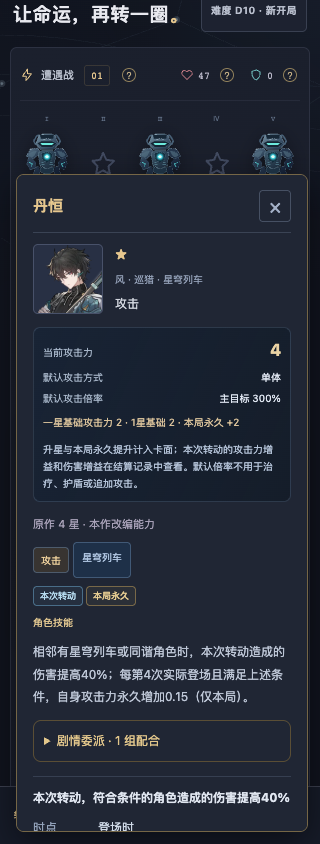 让命运，再转一圈。
难度 D10 · 新开局
遭遇战 01 ? 47 ? 0 ?
I II III IV V
丹恒 ×
风 · 巡猎 · 星穹列车
攻击
当前攻击力 4
默认攻击方式 单体
默认攻击倍率 主目标 300%
一星基础攻击力 2 · 1星基础 2 · 本局永久 +2
升星与本局永久提升计入卡面；本次转动的攻击力增
益和伤害增益在结算记录中查看。默认倍率不用于治
疗、护盾或追加攻击。
原作 4 星 · 本作改编能力
攻击 星穹列车
本次转动 本局永久
角色技能
相邻有星穹列车或同谐角色时，本次转动造成的
伤害提高40%；每第4次实际登场且满足上述条
件，自身攻击力永久增加0.15（仅本局）。
▶ 剧情委派 · 1 组配合
本次转动，符合条件的角色造成的伤害提高40%
时点 登场时